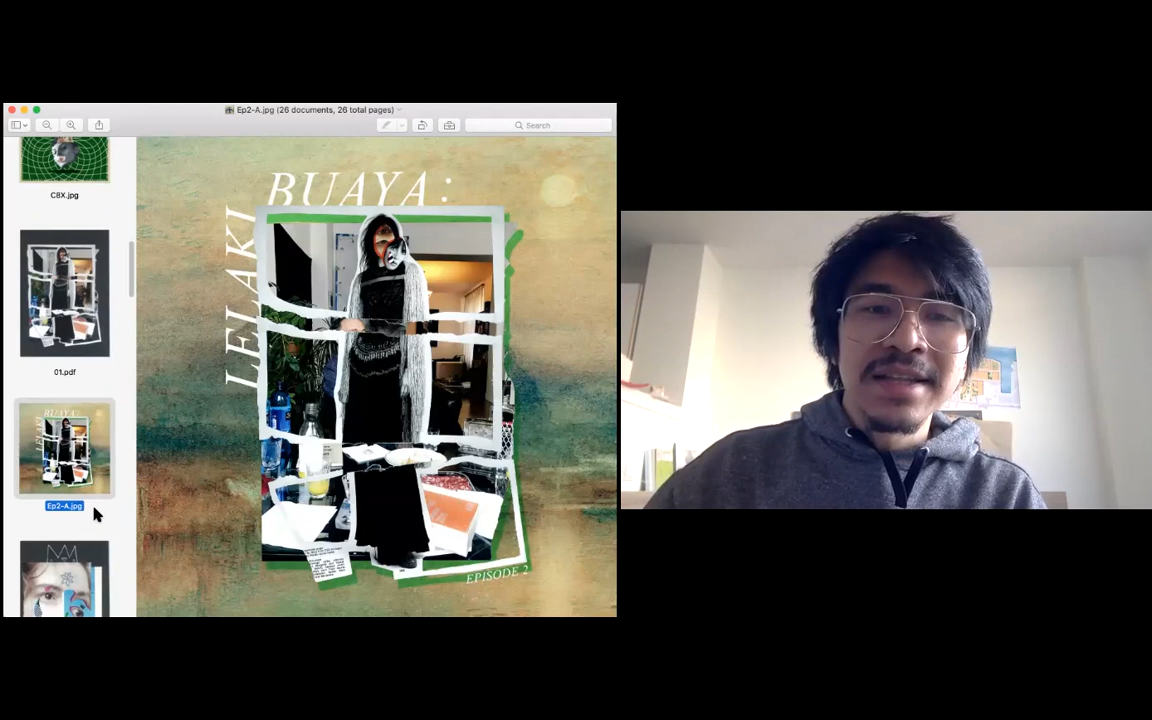 Ep2-A.jpg (26 documents, 26 total pages)
Search
C8X.jpg
01.pdf
Ep2-A.jpg
LELAKI
BUAYA:
EPISODE 2